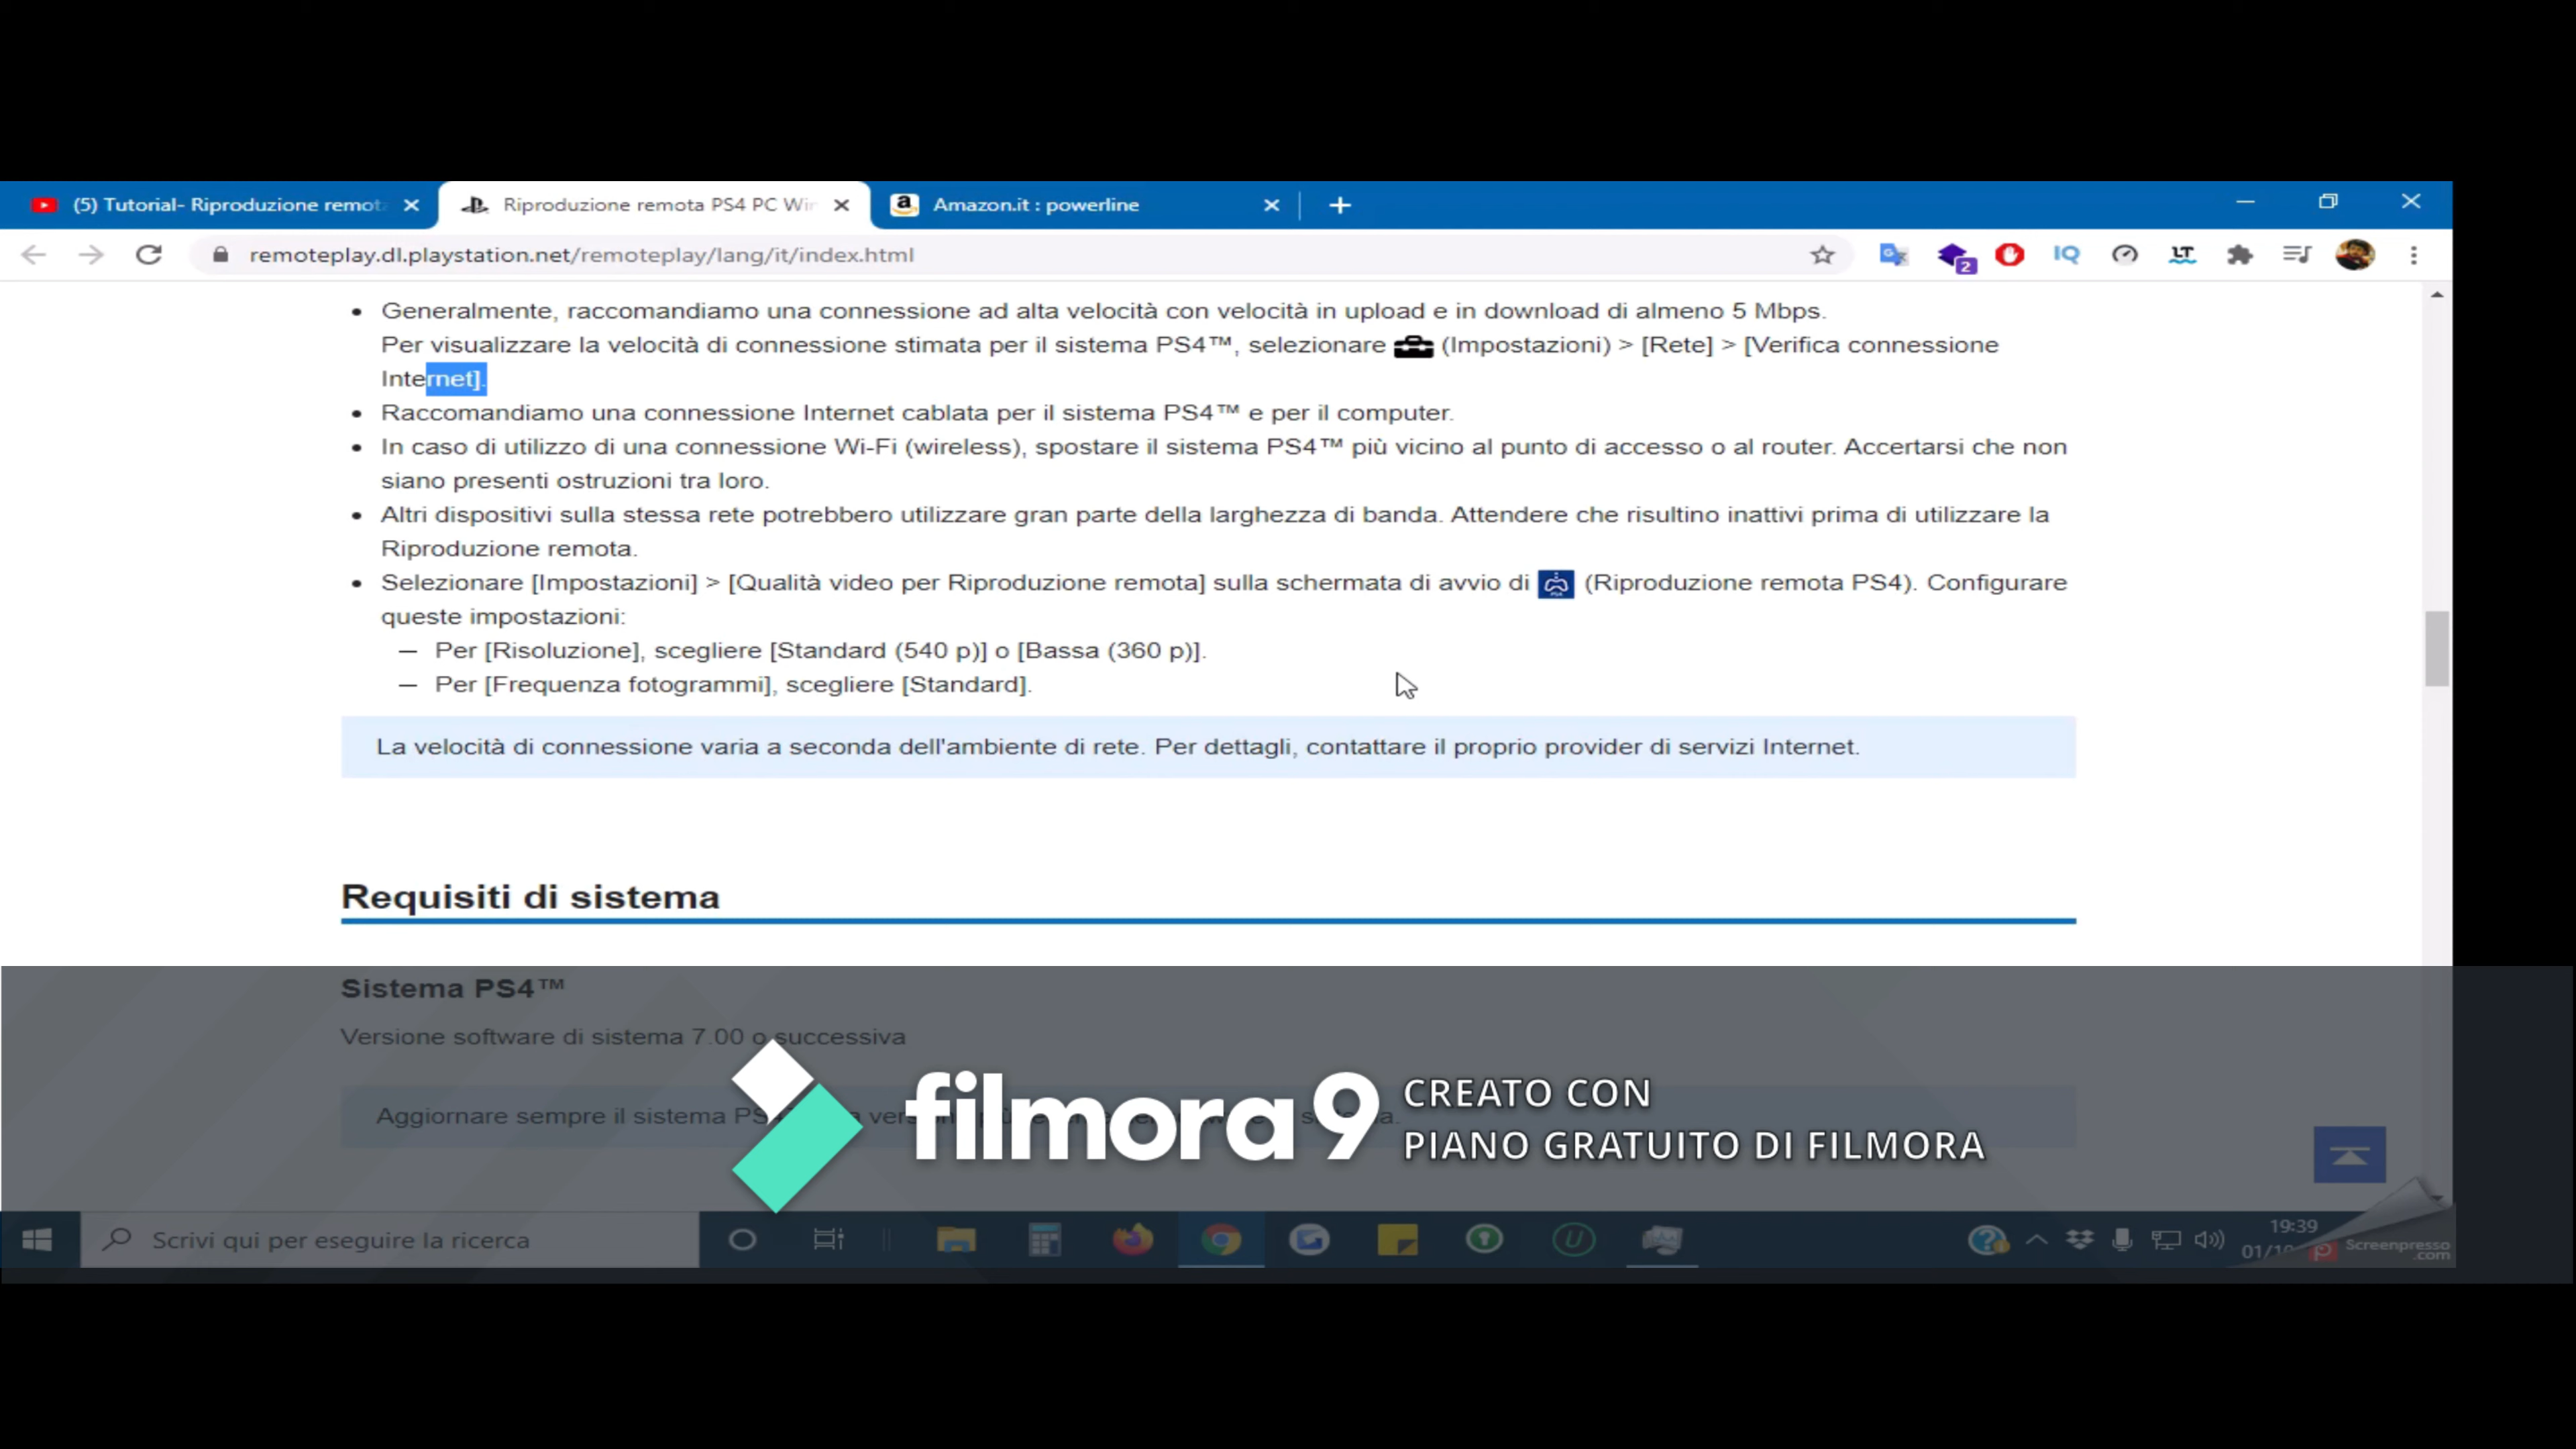 (5) Tutorial- Riproduzione remot
Riproduzione remota PS4 PC Wi
Amazon.it : powerline
remoteplay.dl.playstation.net/remoteplay/lang/it/index.html
2
IQ
LT
Generalmente, raccomandiamo una connessione ad alta velocità con velocità in upload e in download di almeno 5 Mbps.
Per visualizzare la velocità di connessione stimata per il sistema PS4™, selezionare (Impostazioni) > [Rete] > [Verifica connessione
Internet].
Raccomandiamo una connessione Internet cablata per il sistema PS4™ e per il computer.
In caso di utilizzo di una connessione Wi-Fi (wireless), spostare il sistema PS4™ più vicino al punto di accesso o al router. Accertarsi che non
siano presenti ostruzioni tra loro.
Altri dispositivi sulla stessa rete potrebbero utilizzare gran parte della larghezza di banda. Attendere che risultino inattivi prima di utilizzare la
Riproduzione remota.
Selezionare [Impostazioni] > [Qualità video per Riproduzione remota] sulla schermata di avvio di (Riproduzione remota PS4). Configurare
queste impostazioni:
— Per [Risoluzione], scegliere [Standard (540 p)] o [Bassa (360 p)].
— Per [Frequenza fotogrammi], scegliere [Standard].
La velocità di connessione varia a seconda dell'ambiente di rete. Per dettagli, contattare il proprio provider di servizi Internet.
Requisiti di sistema
Sistema PS4™
Versione software di sistema 7.00 o successiva
Aggiornare sempre il sistema
filmora9
CREATO CON
PIANO GRATUITO DI FILMORA
Scrivi qui per eseguire la ricerca
19:39
Screenpresso
.com